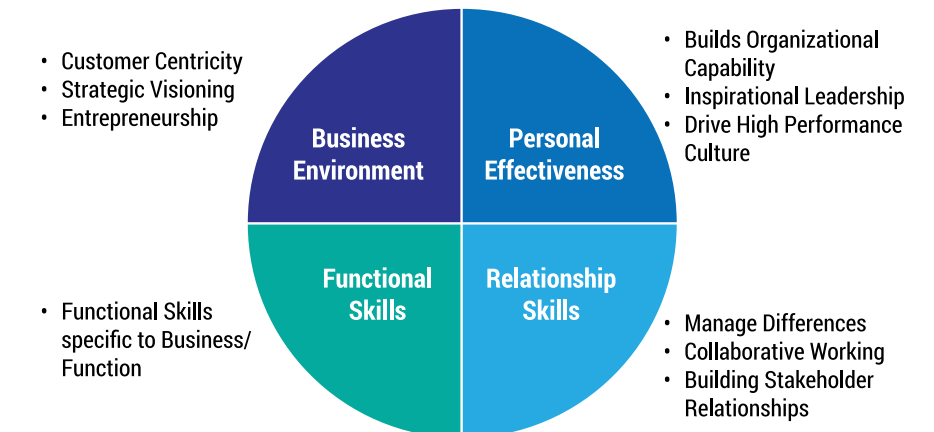 • Customer Centricity
• Strategic Visioning
• Entrepreneurship
Business
Environment
Personal
Effectiveness
• Builds Organizational
Capability
• Inspirational Leadership
• Drive High Performance
Culture
• Functional Skills
specific to Business/
Function
Functional
Skills
Relationship
Skills
• Manage Differences
• Collaborative Working
• Building Stakeholder
Relationships